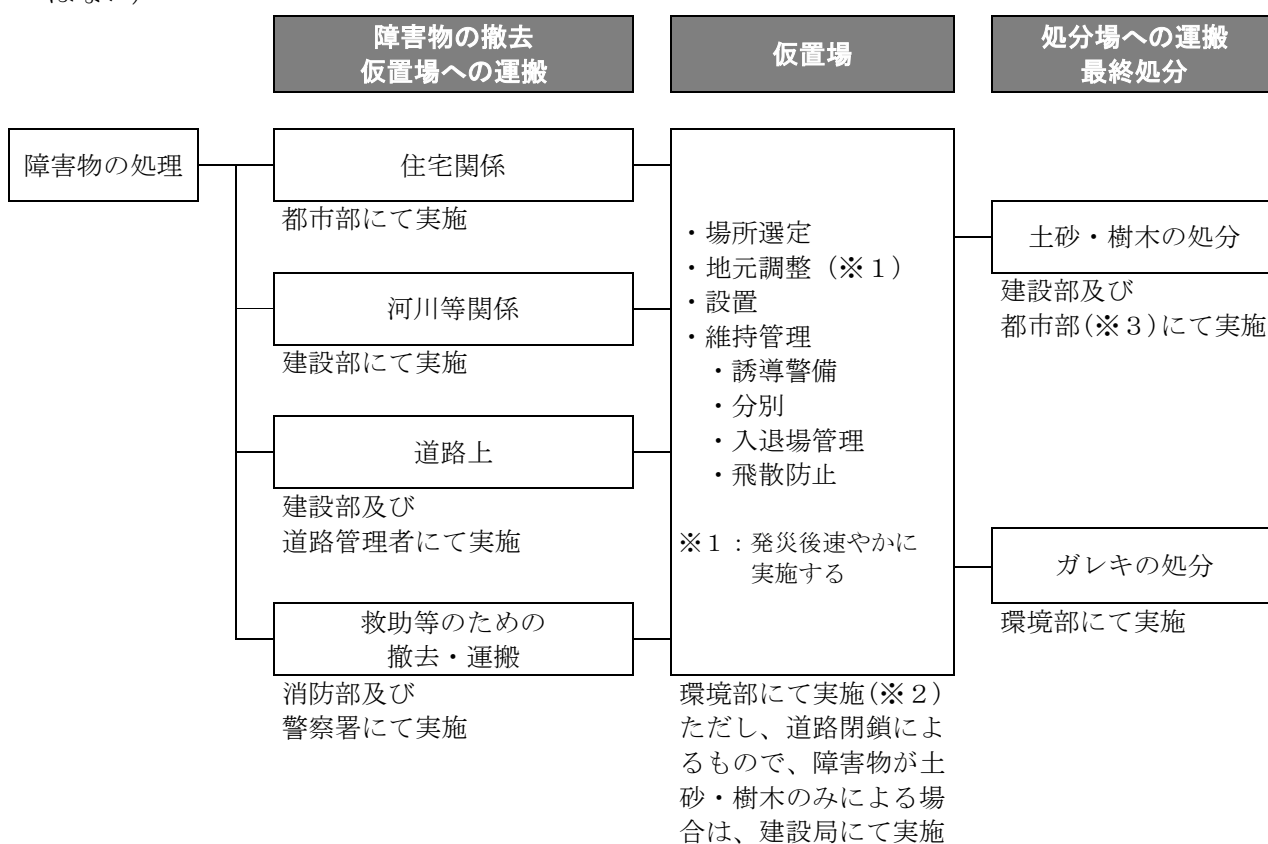 はない）
障害物の撤去
仮置場への運搬
仮置場
処分場への運搬
最終処分
障害物の処理
住宅関係
都市部にて実施
河川等関係
建設部にて実施
道路上
建設部及び
道路管理者にて実施
救助等のための
撤去・運搬
消防部及び
警察署にて実施
・場所選定
・地元調整（※１）
・設置
・維持管理
・誘導警備
・分別
・入退場管理
・飛散防止
※１：発災後速やかに
実施する
環境部にて実施(※２)
ただし、道路閉鎖によ
るもので、障害物が土
砂・樹木のみによる場
合は、建設局にて実施
土砂・樹木の処分
建設部及び
都市部(※３)にて実施
ガレキの処分
環境部にて実施